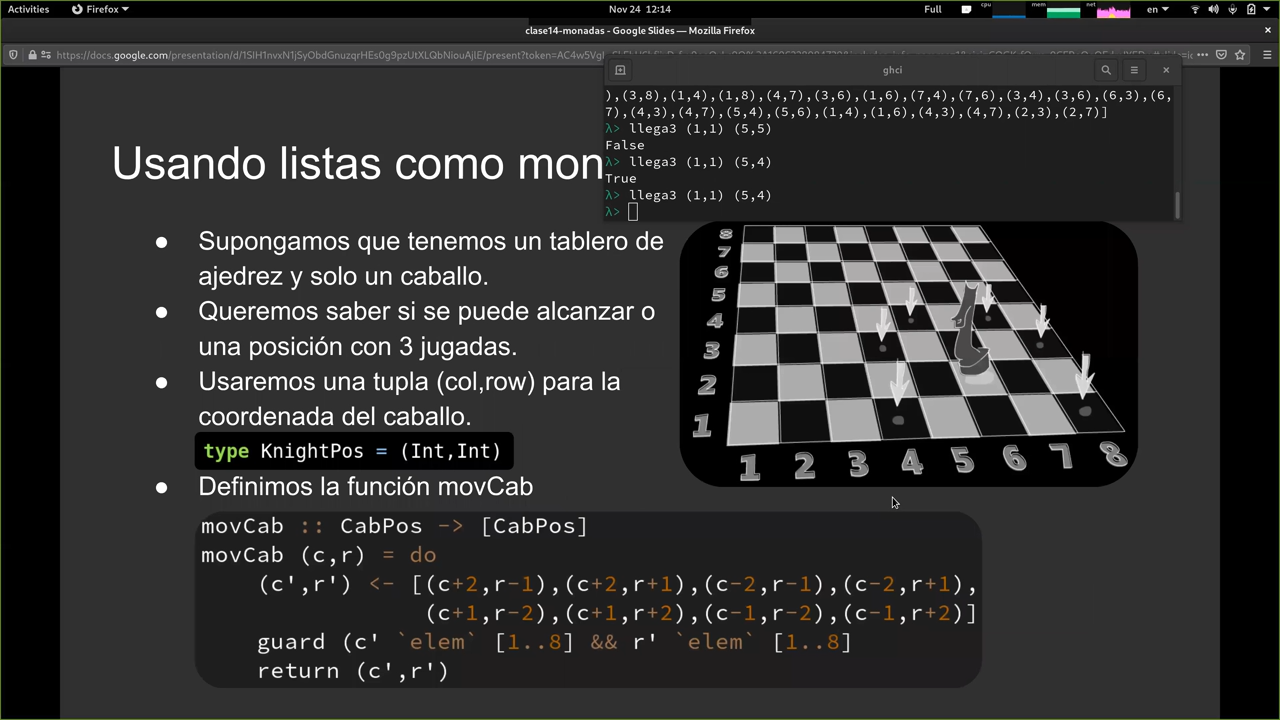 Activities
Firefox
Nov 24 12:14
Full
cpu
mem
net
en
clase14-monadas - Google Slides — Mozilla Firefox
ghci
),(3,8),(1,4),(1,8),(4,7),(3,6),(1,6),(7,4),(7,6),(3,4),(3,6),(6,3),(6,
7),(4,3),(4,7),(5,4),(5,6),(1,4),(1,6),(4,3),(4,7),(2,3),(2,7)]
λ> llega3 (1,1) (5,5)
False
λ> llega3 (1,1) (5,4)
True
λ> llega3 (1,1) (5,4)
λ>
Usando listas como mon
● Supongamos que tenemos un tablero de
ajedrez y solo un caballo.
● Queremos saber si se puede alcanzar o
una posición con 3 jugadas.
● Usaremos una tupla (col,row) para la
coordenada del caballo.
type KnightPos = (Int,Int)
● Definimos la función movCab
movCab :: CabPos -> [CabPos]
movCab (c,r) = do
(c',r') <- [(c+2,r-1),(c+2,r+1),(c-2,r-1),(c-2,r+1),
(c+1,r-2),(c+1,r+2),(c-1,r-2),(c-1,r+2)]
guard (c' `elem` [1..8] && r' `elem` [1..8]
return (c',r')
8
7
6
5
4
3
2
1
1 2 3 4 5 6 7 8